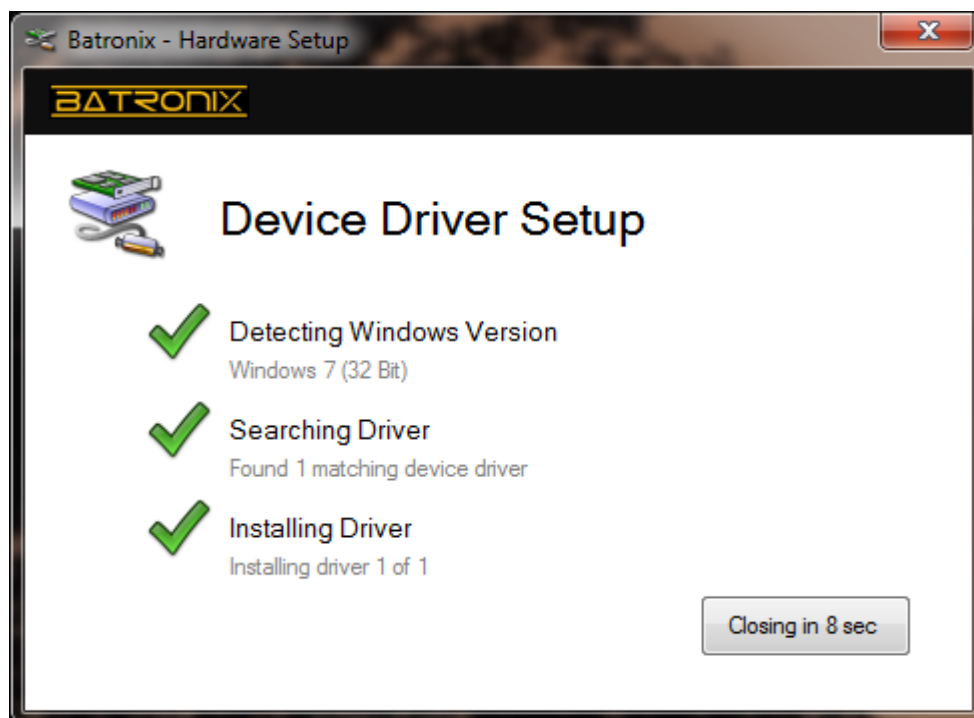 Batronix - Hardware Setup
BATRONIX
Device Driver Setup
Detecting Windows Version
Windows 7 (32 Bit)
Searching Driver
Found 1 matching device driver
Installing Driver
Installing driver 1 of 1
Closing in 8 sec